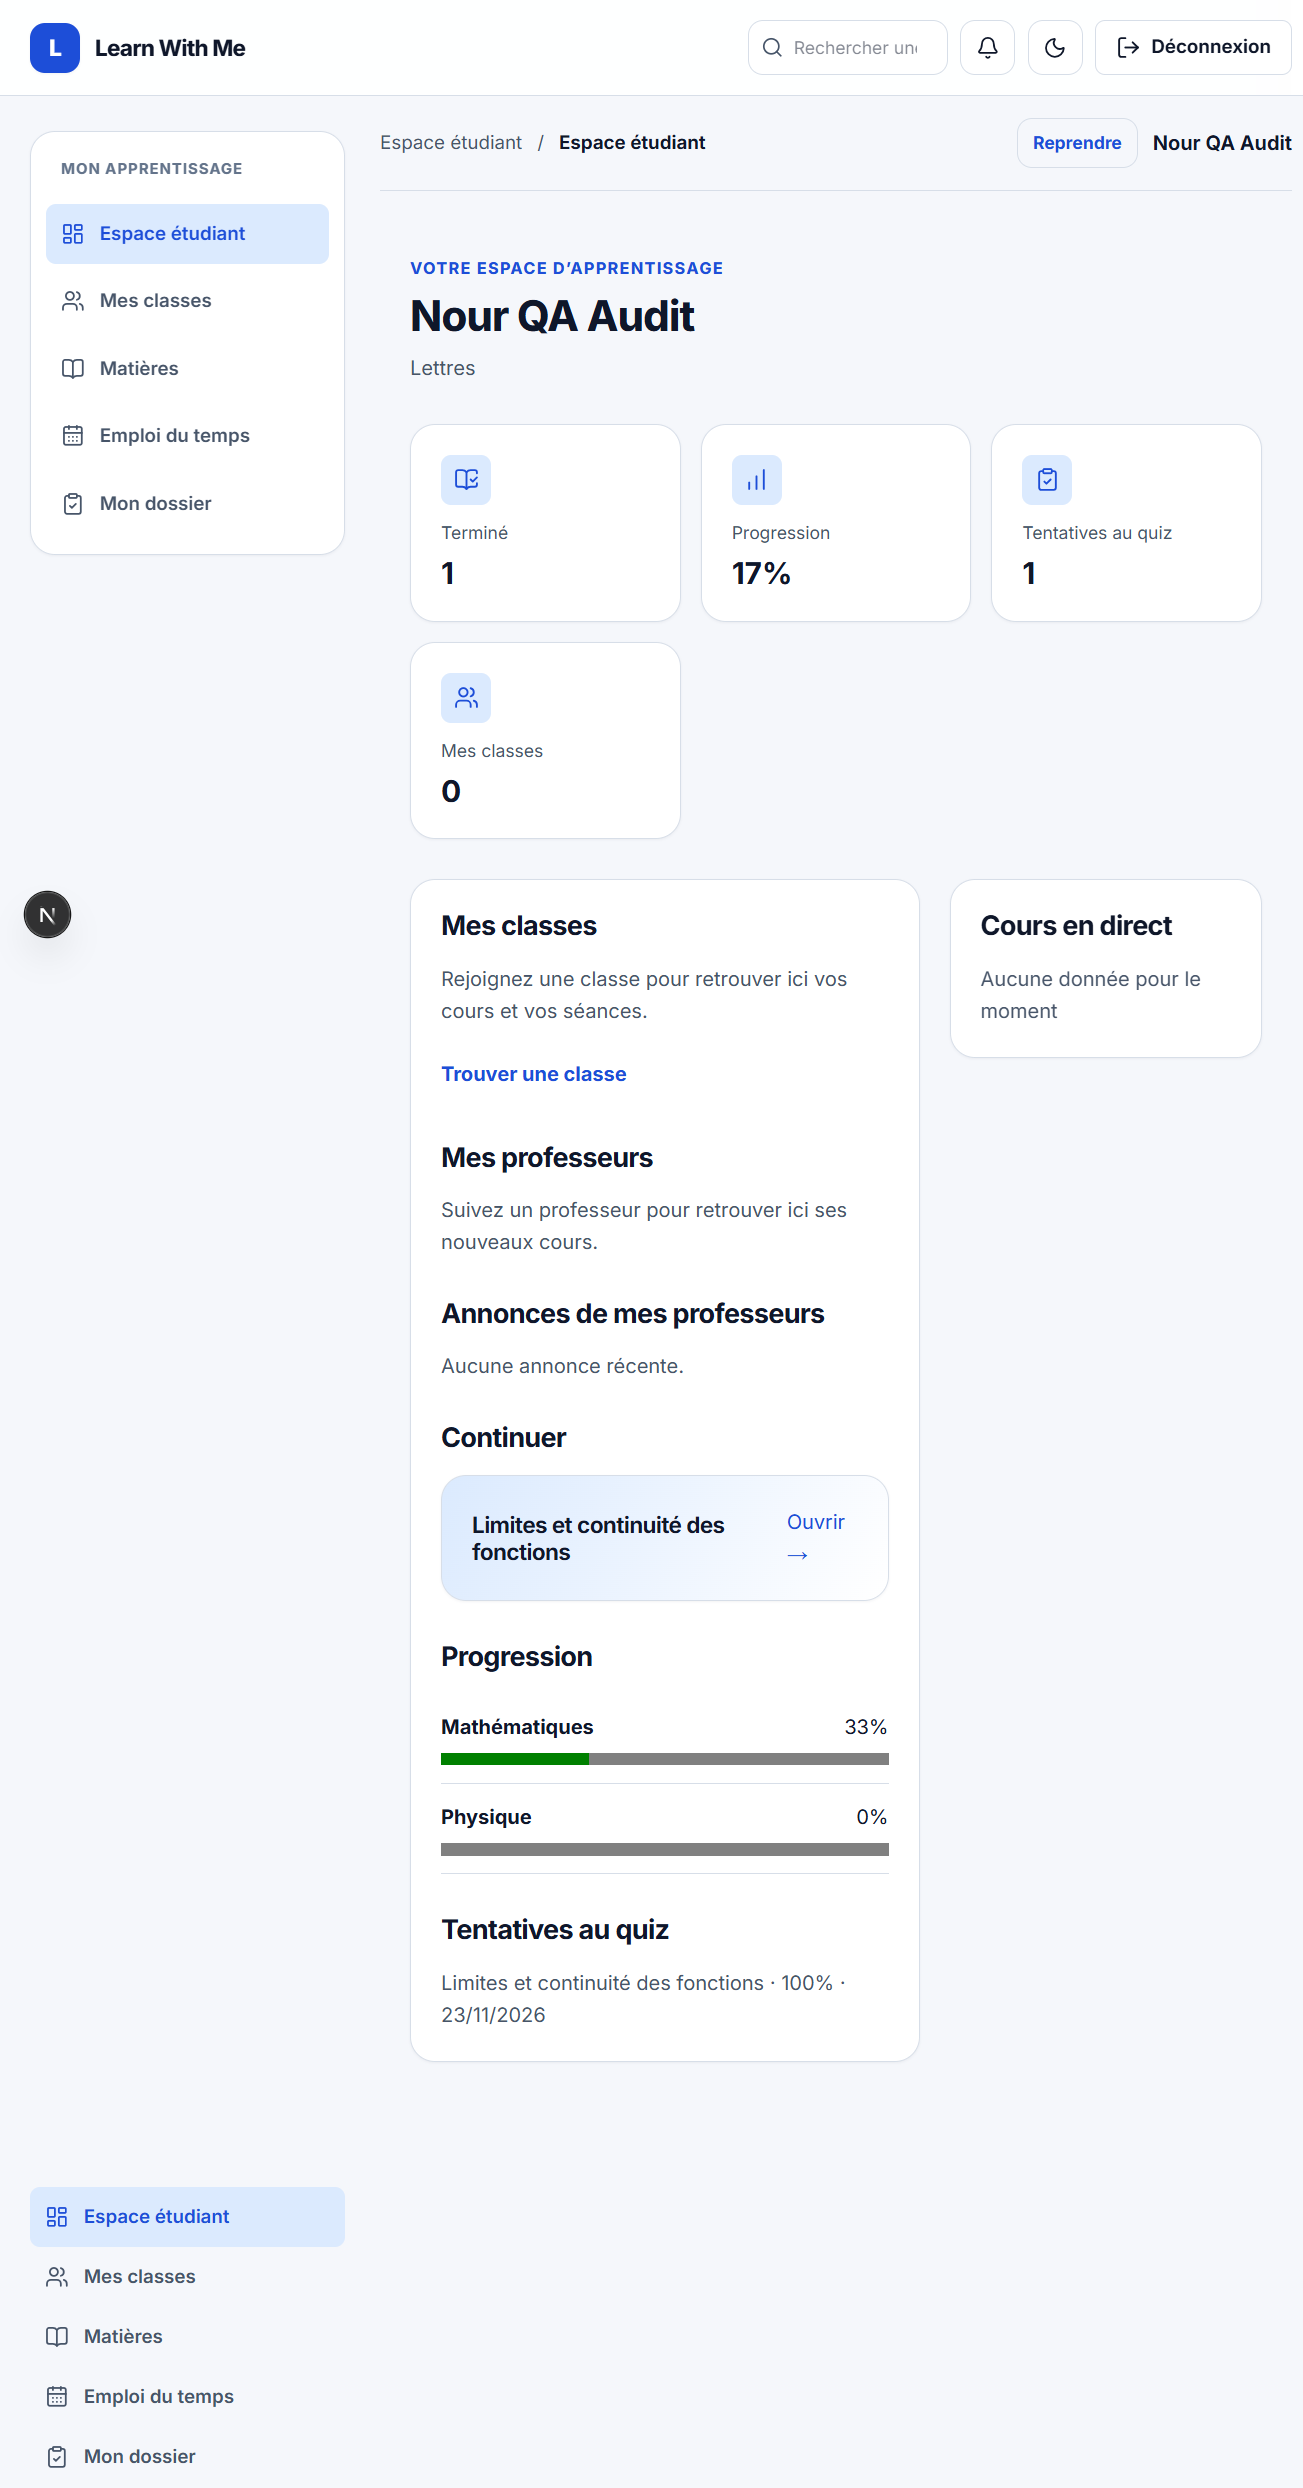 L
Learn With Me
Rechercher un
Déconnexion
MON APPRENTISSAGE
Espace étudiant
Mes classes
Matières
Emploi du temps
Mon dossier
Espace étudiant / Espace étudiant
Reprendre
Nour QA Audit
VOTRE ESPACE D’APPRENTISSAGE
Nour QA Audit
Lettres
Terminé
1
Progression
17%
Tentatives au quiz
1
Mes classes
0
N
Mes classes
Rejoignez une classe pour retrouver ici vos
cours et vos séances.
Trouver une classe
Mes professeurs
Suivez un professeur pour retrouver ici ses
nouveaux cours.
Annonces de mes professeurs
Aucune annonce récente.
Continuer
Limites et continuité des
fonctions
Ouvrir
→
Progression
Mathématiques 33%
Physique 0%
Tentatives au quiz
Limites et continuité des fonctions · 100% ·
23/11/2026
Cours en direct
Aucune donnée pour le
moment
Espace étudiant
Mes classes
Matières
Emploi du temps
Mon dossier